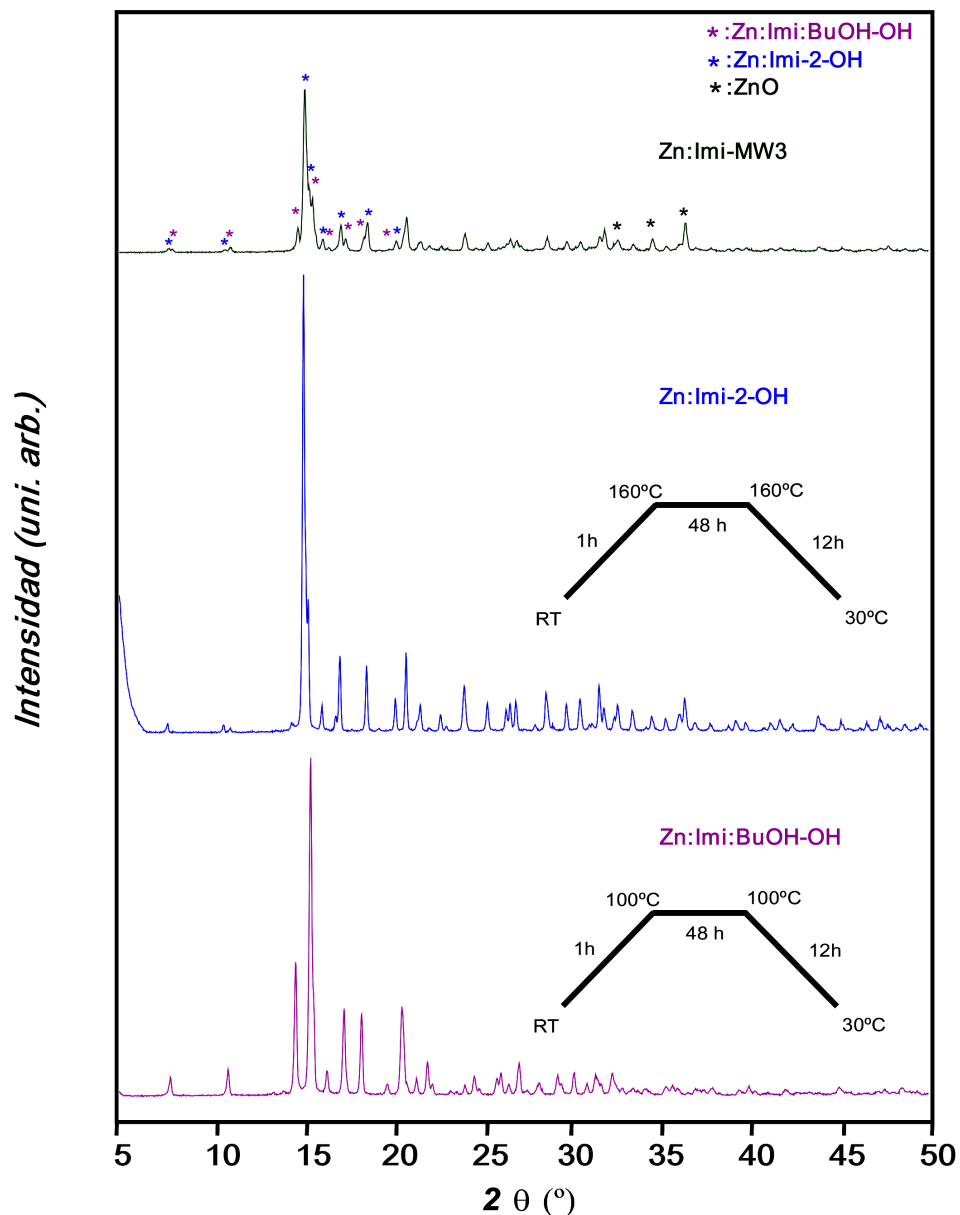 *:Zn:Imi:BuOH-OH
*:Zn:Imi-2-OH
*:ZnO
Zn:Imi-MW3
Zn:Imi-2-OH
160ºC 160ºC
48 h
1h 12h
RT 30ºC
Zn:Imi:BuOH-OH
100ºC 100ºC
48 h
1h 12h
RT 30ºC
Intensidad (uni. arb.)
5 10 15 20 25 30 35 40 45 50
2 θ (º)